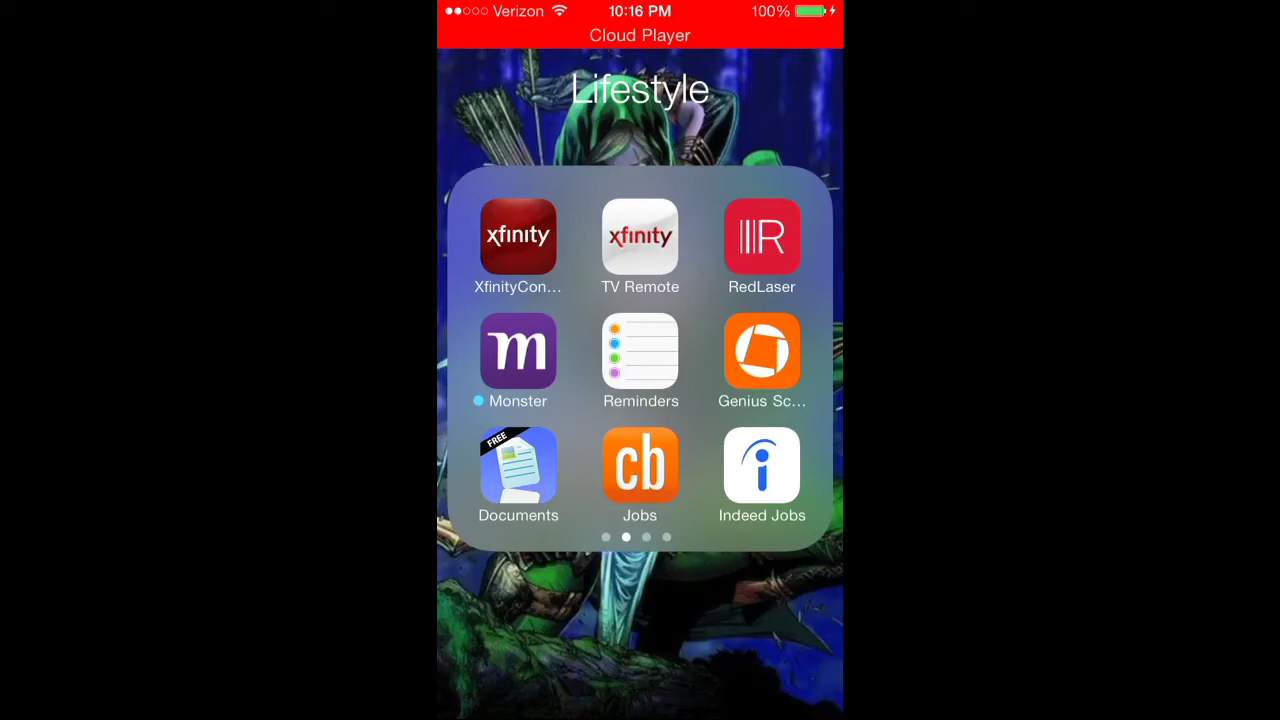 Verizon 10:16 PM 100%
Cloud Player
Lifestyle
xfinity xfinity R
XfinityCon... TV Remote RedLaser
m
Monster Reminders Genius Sc...
FREE cb i
Documents Jobs Indeed Jobs